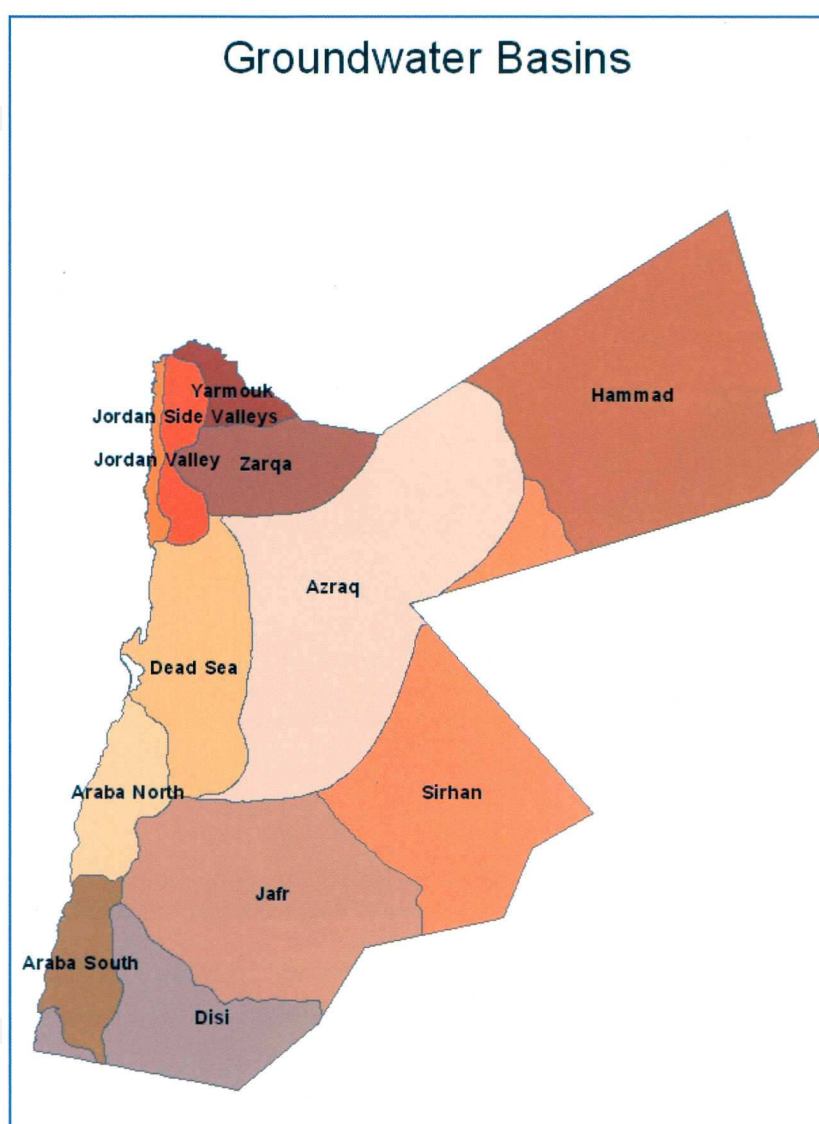 Groundwater Basins
Hammad
Yarmouk
Jordan Side Valleys
Jordan Valley
Zarqa
Azraq
Dead Sea
Araba North
Sirhan
Jafr
Araba South
Disi